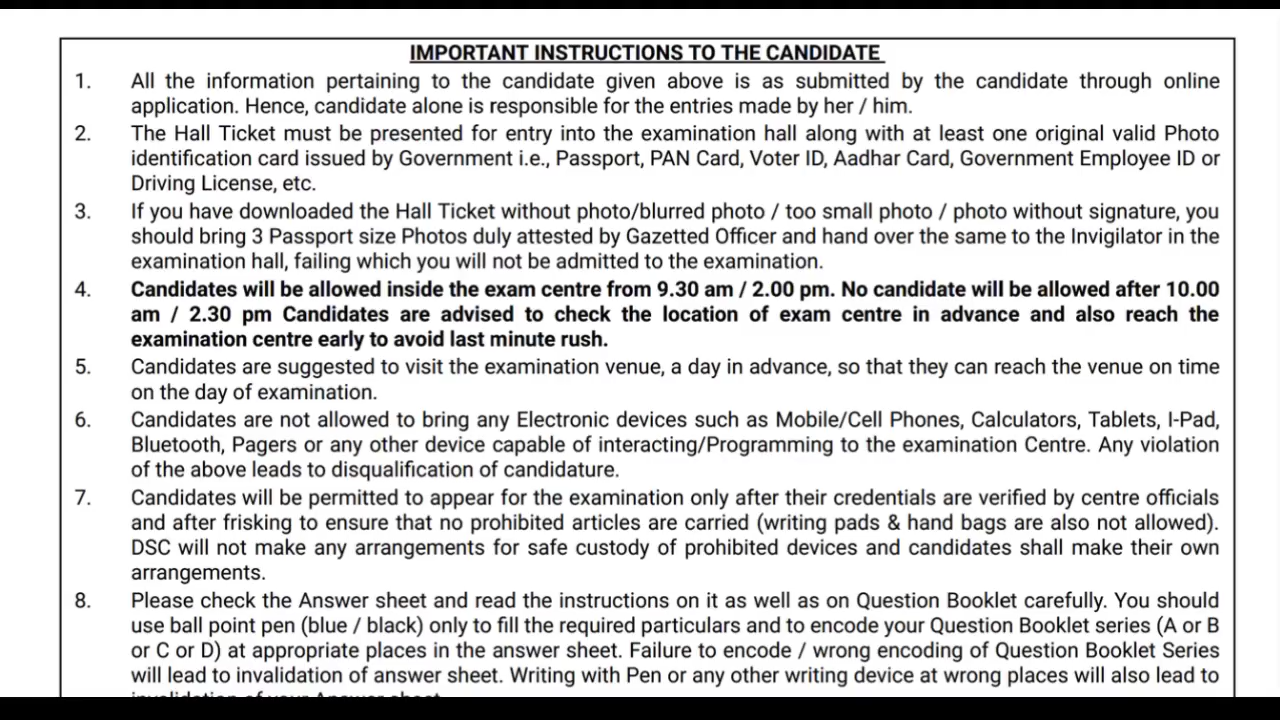 IMPORTANT INSTRUCTIONS TO THE CANDIDATE
1. All the information pertaining to the candidate given above is as submitted by the candidate through online
application. Hence, candidate alone is responsible for the entries made by her / him.
2. The Hall Ticket must be presented for entry into the examination hall along with at least one original valid Photo
identification card issued by Government i.e., Passport, PAN Card, Voter ID, Aadhar Card, Government Employee ID or
Driving License, etc.
3. If you have downloaded the Hall Ticket without photo/blurred photo / too small photo / photo without signature, you
should bring 3 Passport size Photos duly attested by Gazetted Officer and hand over the same to the Invigilator in the
examination hall, failing which you will not be admitted to the examination.
4. Candidates will be allowed inside the exam centre from 9.30 am / 2.00 pm. No candidate will be allowed after 10.00
am / 2.30 pm Candidates are advised to check the location of exam centre in advance and also reach the
examination centre early to avoid last minute rush.
5. Candidates are suggested to visit the examination venue, a day in advance, so that they can reach the venue on time
on the day of examination.
6. Candidates are not allowed to bring any Electronic devices such as Mobile/Cell Phones, Calculators, Tablets, I-Pad,
Bluetooth, Pagers or any other device capable of interacting/Programming to the examination Centre. Any violation
of the above leads to disqualification of candidature.
7. Candidates will be permitted to appear for the examination only after their credentials are verified by centre officials
and after frisking to ensure that no prohibited articles are carried (writing pads & hand bags are also not allowed).
DSC will not make any arrangements for safe custody of prohibited devices and candidates shall make their own
arrangements.
8. Please check the Answer sheet and read the instructions on it as well as on Question Booklet carefully. You should
use ball point pen (blue / black) only to fill the required particulars and to encode your Question Booklet series (A or B
or C or D) at appropriate places in the answer sheet. Failure to encode / wrong encoding of Question Booklet Series
will lead to invalidation of answer sheet. Writing with Pen or any other writing device at wrong places will also lead to
invalidation of your Answer sheet.